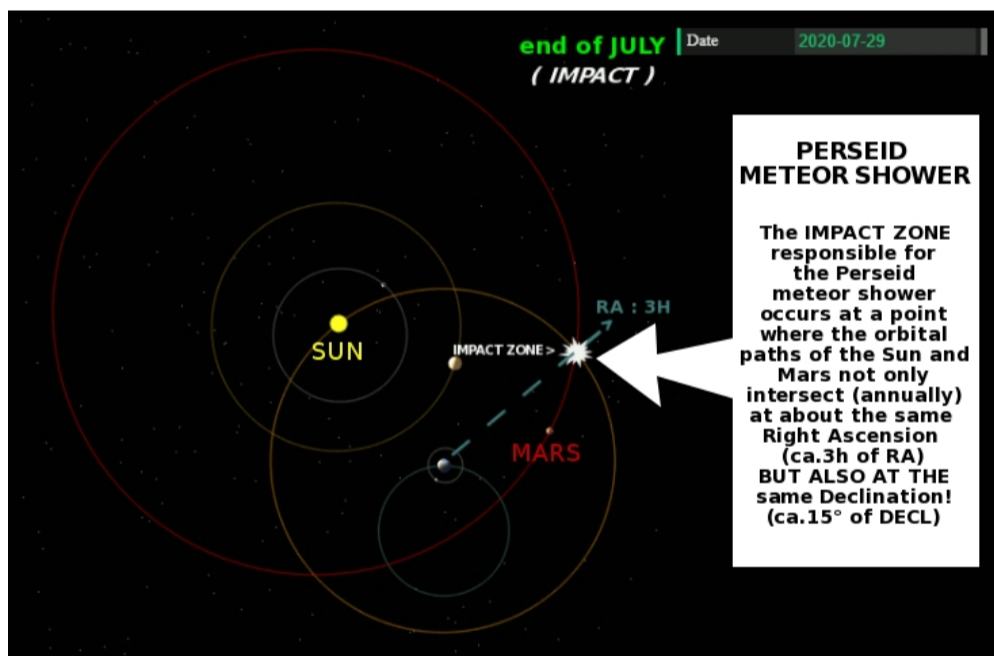 end of JULY
( IMPACT )
Date 2020-07-29
PERSEID
METEOR SHOWER
The IMPACT ZONE
responsible for
the Perseid
meteor shower
occurs at a point
where the orbital
paths of the Sun and
Mars not only
intersect (annually)
at about the same
Right Ascension
(ca.3h of RA)
BUT ALSO AT THE
same Declination!
(ca.15° of DECL)
RA : 3H
IMPACT ZONE>
SUN
MARS